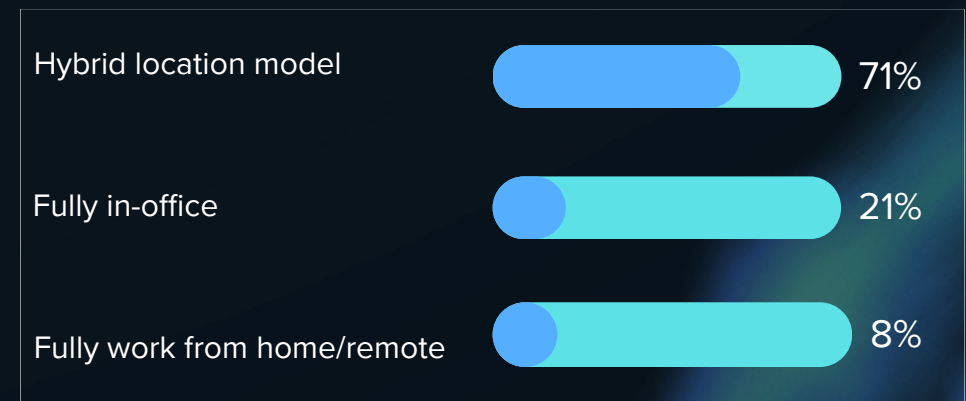 Hybrid location model 71%
Fully in-office 21%
Fully work from home/remote 8%